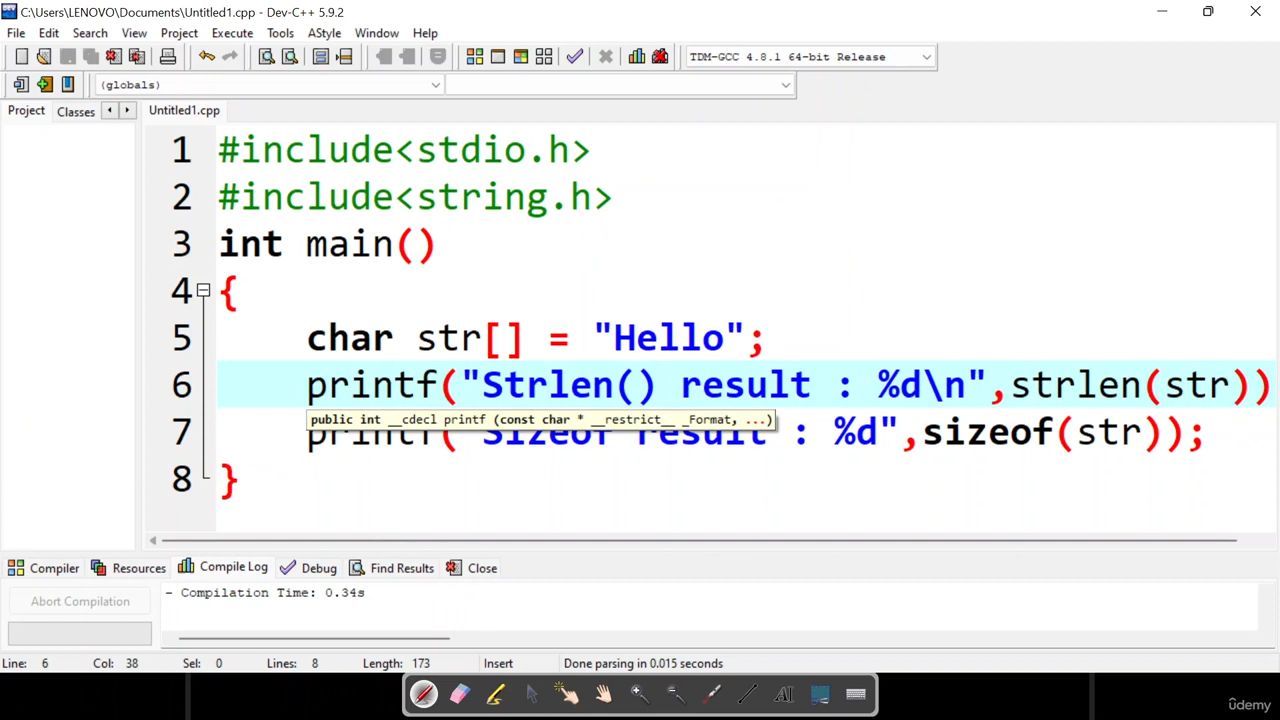 C:\Users\LENOVO\Documents\Untitled1.cpp - Dev-C++ 5.9.2
File Edit Search View Project Execute Tools AStyle Window Help
TDM-GCC 4.8.1 64-bit Release
(globals)
Project Classes Untitled1.cpp
1 #include<stdio.h>
2 #include<string.h>
3 int main()
4 {
5 char str[] = "Hello";
6 printf("Strlen() result : %d\n",strlen(str))
public int __cdecl printf (const char * __restrict__ _Format, ...)
7 printf("Sizeof result : %d",sizeof(str));
8 }
Compiler Resources Compile Log Debug Find Results Close
Abort Compilation
- Compilation Time: 0.34s
Line: 6 Col: 38 Sel: 0 Lines: 8 Length: 173 Insert Done parsing in 0.015 seconds
AI
ûdemy